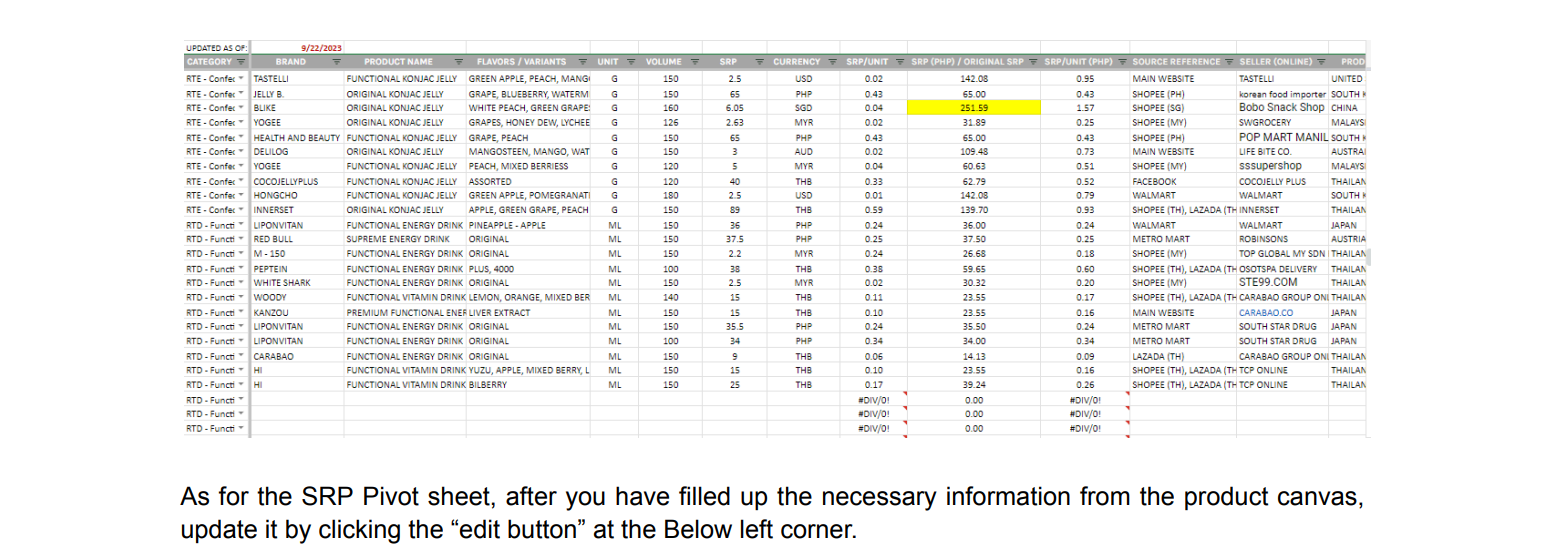 UPDATED AS OF: 9/22/2023
CATEGORY BRAND PRODUCT NAME FLAVORS / VARIANTS UNIT VOLUME SRP CURRENCY SRP/UNIT SRP (PHP) / ORIGINAL SRP SRP/UNIT (PHP) SOURCE REFERENCE SELLER (ONLINE) PROD
RTE - Confec TASTELLI FUNCTIONAL KONJAC JELLY GREEN APPLE, PEACH, MANG G 150 2.5 USD 0.02 142.08 0.95 MAIN WEBSITE TASTELLI UNITED
RTE - Confec JELLY B. ORIGINAL KONJAC JELLY GRAPE, BLUEBERRY, WATERM G 150 65 PHP 0.43 65.00 0.43 SHOPEE (PH) korean food importer SOUTH K
RTE - Confec BLIKE ORIGINAL KONJAC JELLY WHITE PEACH, GREEN GRAPE G 160 6.05 SGD 0.04 251.59 1.57 SHOPEE (SG) Bobo Snack Shop CHINA
RTE - Confec YOGEE ORIGINAL KONJAC JELLY GRAPES, HONEY DEW, LYCHEE G 126 2.63 MYR 0.02 31.89 0.25 SHOPEE (MY) SWGROCERY MALAYS
RTE - Confec HEALTH AND BEAUTY FUNCTIONAL KONJAC JELLY GRAPE, PEACH G 150 65 PHP 0.43 65.00 0.43 SHOPEE (PH) POP MART MANIL SOUTH K
RTE - Confec DELILOG ORIGINAL KONJAC JELLY MANGOSTEEN, MANGO, WAT G 150 3 AUD 0.02 109.48 0.73 MAIN WEBSITE LIFE BITE CO. AUSTRA
RTE - Confec YOGEE FUNCTIONAL KONJAC JELLY PEACH, MIXED BERRIESS G 120 5 MYR 0.04 60.63 0.51 SHOPEE (MY) sssupershop MALAYS
RTE - Confec COCOJELLYPLUS FUNCTIONAL KONJAC JELLY ASSORTED G 120 40 THB 0.33 62.79 0.52 FACEBOOK COCOJELLY PLUS THAILAN
RTE - Confec HONGCHO FUNCTIONAL KONJAC JELLY GREEN APPLE, POMEGRANATI G 180 2.5 USD 0.01 142.08 0.79 WALMART WALMART SOUTH K
RTE - Confec INNERSET ORIGINAL KONJAC JELLY APPLE, GREEN GRAPE, PEACH G 150 89 THB 0.59 139.70 0.93 SHOPEE (TH), LAZADA (TH INNERSET THAILAN
RTD - Functi LIPONVITAN FUNCTIONAL ENERGY DRINK PINEAPPLE - APPLE ML 150 36 PHP 0.24 36.00 0.24 WALMART WALMART JAPAN
RTD - Functi RED BULL SUPREME ENERGY DRINK ORIGINAL ML 150 37.5 PHP 0.25 37.50 0.25 METRO MART ROBINSONS AUSTRIA
RTD - Functi M - 150 FUNCTIONAL ENERGY DRINK ORIGINAL ML 150 2.2 MYR 0.24 26.68 0.18 SHOPEE (MY) TOP GLOBAL MY SDN THAILAN
RTD - Functi PEPTEIN FUNCTIONAL ENERGY DRINK PLUS, 4000 ML 100 38 THB 0.38 59.65 0.60 SHOPEE (TH), LAZADA (TH OSOTSPA DELIVERY THAILAN
RTD - Functi WHITE SHARK FUNCTIONAL ENERGY DRINK ORIGINAL ML 150 2.5 MYR 0.02 30.32 0.20 SHOPEE (MY) STE99.COM THAILAN
RTD - Functi WOODY FUNCTIONAL VITAMIN DRINK LEMON, ORANGE, MIXED BER ML 140 15 THB 0.11 23.55 0.17 SHOPEE (TH), LAZADA (TH CARABAO GROUP ONL THAILAN
RTD - Functi KANZOU PREMIUM FUNCTIONAL ENER LIVER EXTRACT ML 150 15 THB 0.10 23.55 0.16 MAIN WEBSITE CARABAO.CO JAPAN
RTD - Functi LIPONVITAN FUNCTIONAL ENERGY DRINK ORIGINAL ML 150 35.5 PHP 0.24 35.50 0.24 METRO MART SOUTH STAR DRUG JAPAN
RTD - Functi LIPONVITAN FUNCTIONAL ENERGY DRINK ORIGINAL ML 100 34 PHP 0.34 34.00 0.34 METRO MART SOUTH STAR DRUG JAPAN
RTD - Functi CARABAO FUNCTIONAL ENERGY DRINK ORIGINAL ML 150 9 THB 0.06 14.13 0.09 LAZADA (TH) CARABAO GROUP ONL THAILAN
RTD - Functi HI FUNCTIONAL VITAMIN DRINK YUZU, APPLE, MIXED BERRY, L ML 150 15 THB 0.10 23.55 0.16 SHOPEE (TH), LAZADA (TH TCP ONLINE THAILAN
RTD - Functi HI FUNCTIONAL VITAMIN DRINK BILBERRY ML 150 25 THB 0.17 39.24 0.26 SHOPEE (TH), LAZADA (TH TCP ONLINE THAILAN
RTD - Functi #DIV/0! 0.00 #DIV/0!
RTD - Functi #DIV/0! 0.00 #DIV/0!
RTD - Functi #DIV/0! 0.00 #DIV/0!
As for the SRP Pivot sheet, after you have filled up the necessary information from the product canvas,
update it by clicking the “edit button” at the Below left corner.